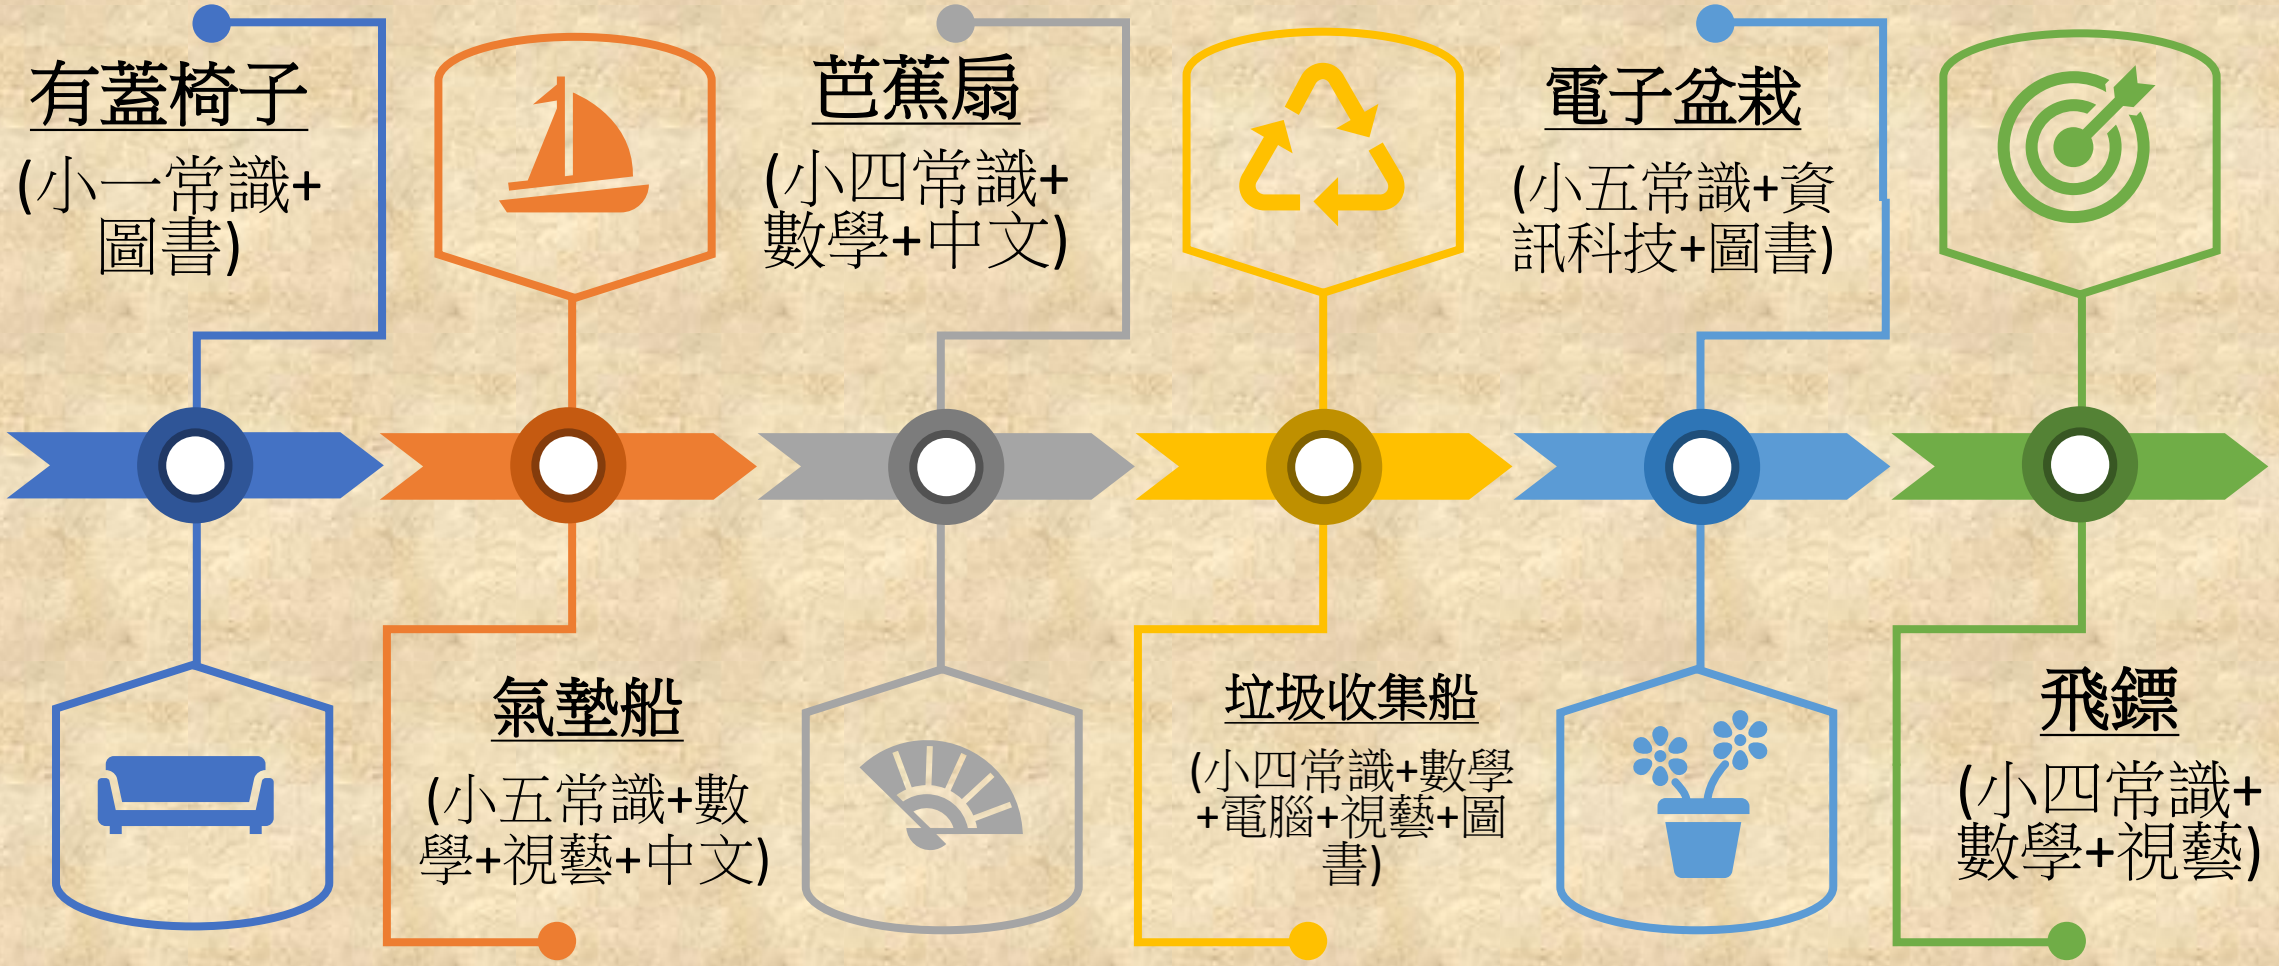 有蓋椅子
(小一常識+
圖書)
氣墊船
(小五常識+數
學+視藝+中文)
芭蕉扇
(小四常識+
數學+中文)
垃圾收集船
(小四常識+數學
+電腦+視藝+圖
書)
電子盆栽
(小五常識+資
訊科技+圖書)
飛鏢
(小四常識+
數學+視藝)